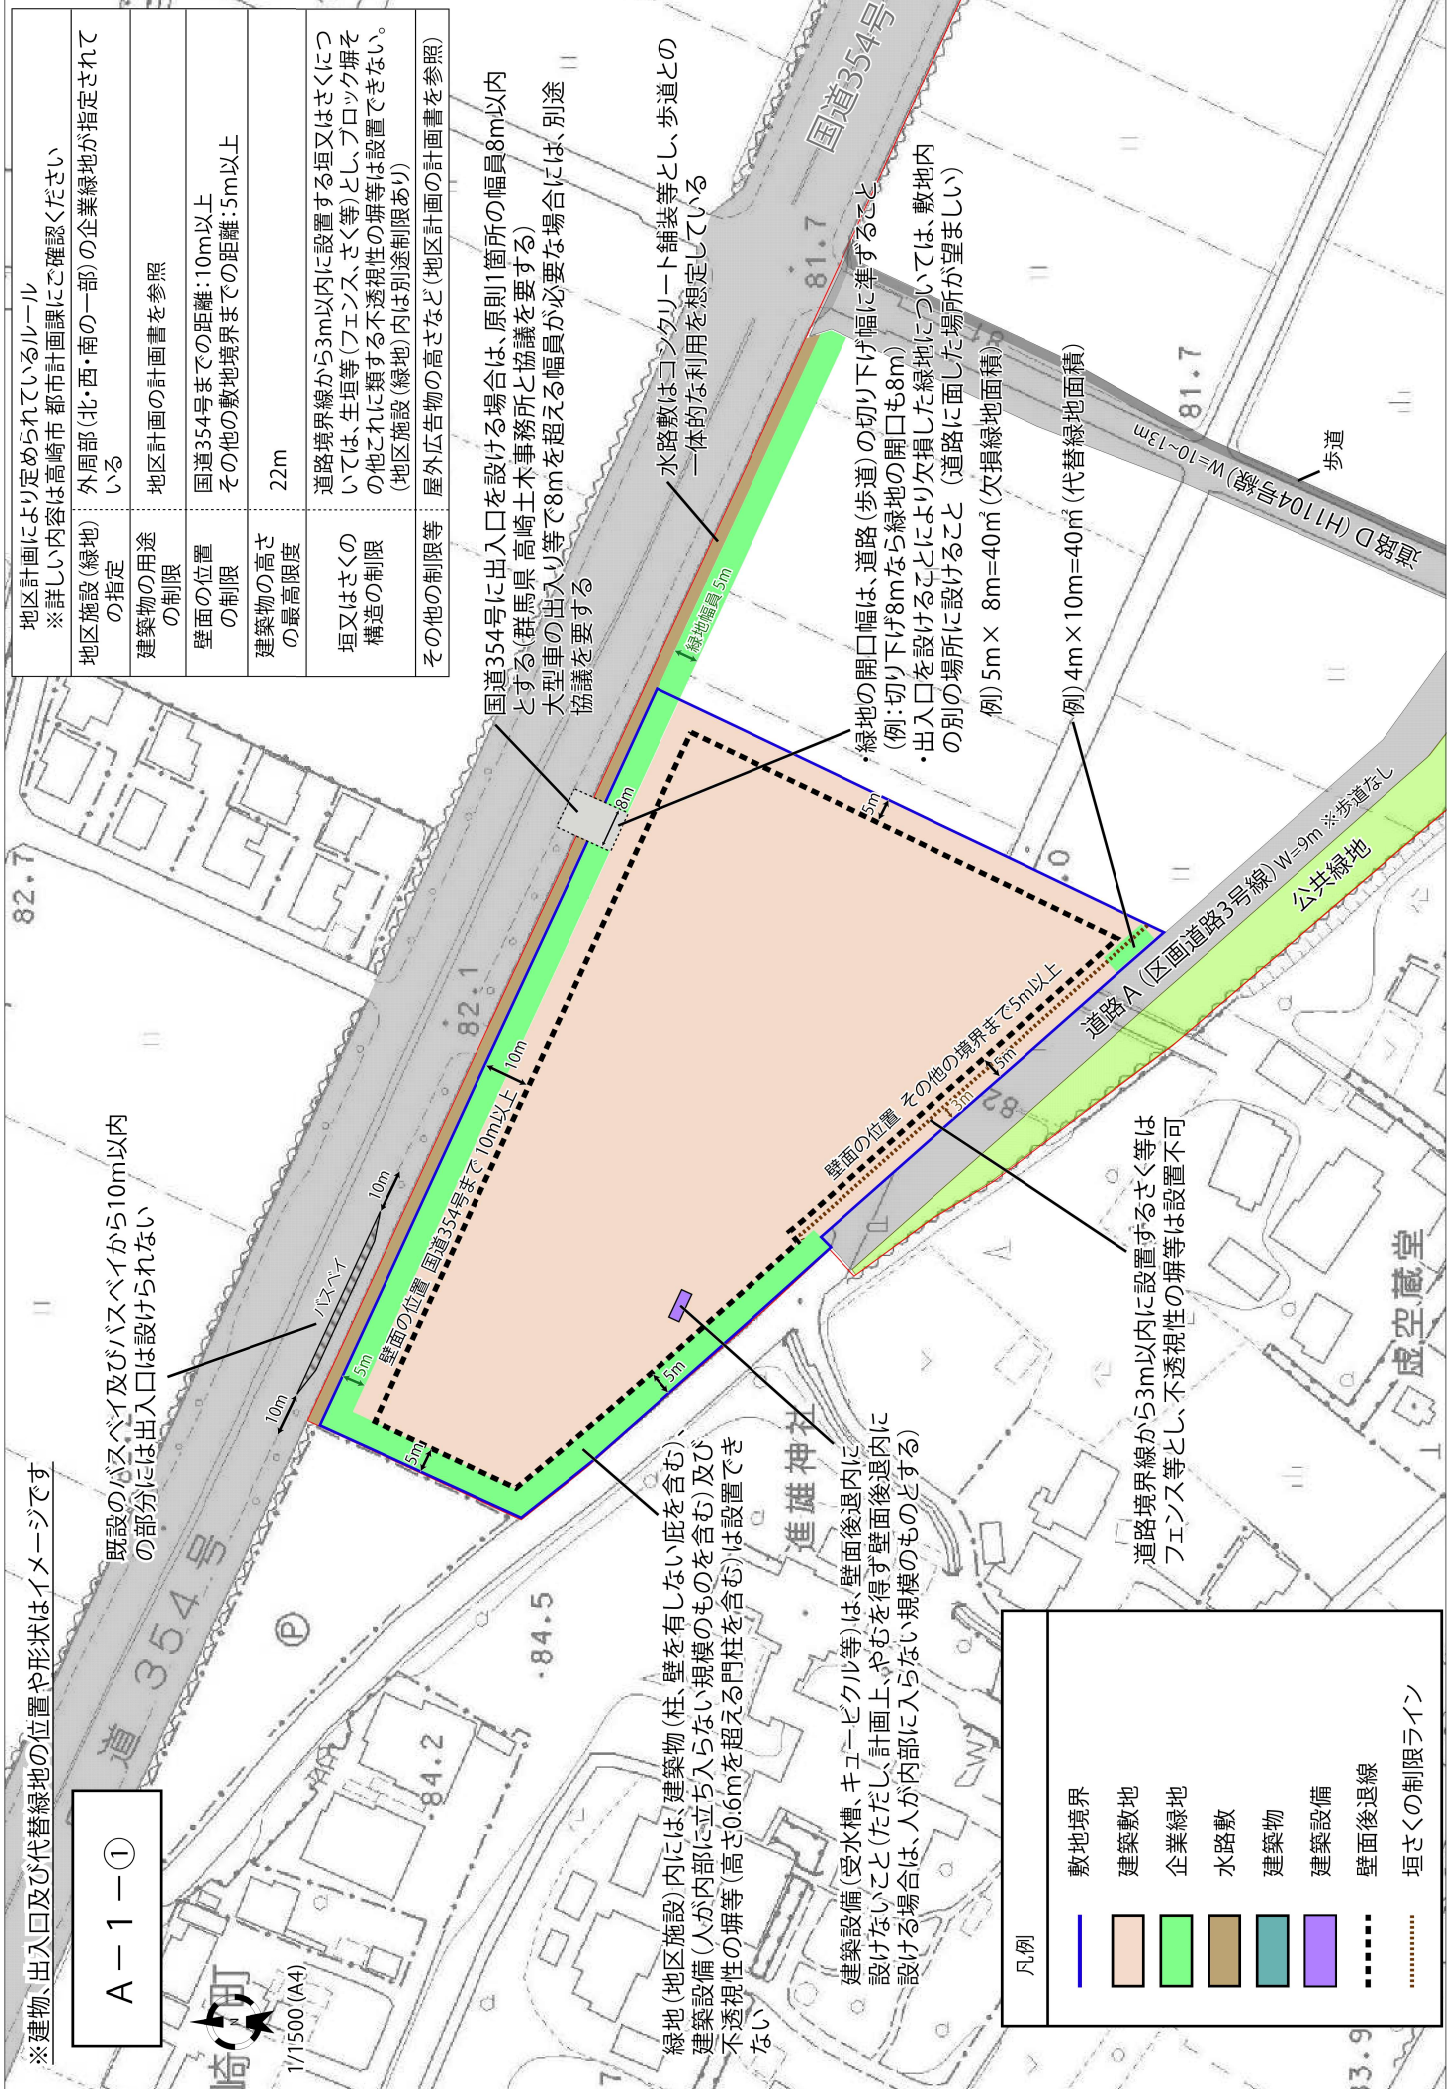 ※建物、出入口及び代替緑地の位置や形状はイメージです
A－1－①
1/1500 (A4)
N
崎
町
道 354号
既設のバスベイ及びバスベイから10m以内
の部分には出入口は設けられない
10m
バスベイ
10m
地区計画により定められているルール
※詳しい内容は高崎市 都市計画課にご確認ください
地区施設(緑地)
の指定
外周部(北・西・南の一部)の企業緑地が指定されて
いる
建築物の用途
の制限
地区計画の計画書を参照
壁面の位置
の制限
国道354号までの距離：10m以上
その他の敷地境界までの距離：5m以上
建築物の高さ
の最高限度
22m
垣又はさくの
構造の制限
道路境界線から3m以内に設置する垣又はさくにつ
いては、生垣等(フェンス、さく等)とし、ブロック塀そ
の他これに類する不透視性の塀等は設置できない。
(地区施設(緑地)内は別途制限あり)
その他の制限等
屋外広告物の高さなど(地区計画の計画書を参照)
国道354号に出入口を設ける場合は、原則1箇所の幅員8m以内
とする(群馬県 高崎土木事務所と協議を要する)
大型車の出入り等で8mを超える幅員が必要な場合には、別途
協議を要する
国道354号
水路敷はコンクリート舗装等とし、歩道との
一体的な利用を想定している
・緑地の開口幅は、道路(歩道)の切り下げ幅に準ずること
(例：切り下げ8mなら緑地の開口も8m)
・出入口を設けることにより欠損した緑地については、敷地内
の別の場所に設けること (道路に面した場所が望ましい)
例) 5m× 8m=40㎡(欠損緑地面積)
例) 4m×10m=40㎡(代替緑地面積)
緑地幅員 5m
8m
5m
壁面の位置 国道354号まで 10m以上
10m
5m
5m
5m
壁面の位置 その他の境界まで5m以上
5m
3m
道路A (区画道路3号線) W=9m ※歩道なし
公共緑地
道路D (H1104号線) W=10~13m
歩道
82.7
82.1
81.7
81.7
82
84.5
84.2
83.9
進雄神社
虚空蔵堂
P
緑地(地区施設)内には、建築物(柱、壁を有しない庇を含む)、
建築設備(人が内部に立ち入らない規模のものを含む)及び
不透視性の塀等(高さ0.6mを超える門柱を含む)は設置でき
ない
建築設備(受水槽、キュービクル等)は、壁面後退内に
設けないこと(ただし、計画上、やむを得ず壁面後退内に
設ける場合は、人が内部に入らない規模のものとする)
道路境界線から3m以内に設置するさく等は
フェンス等とし、不透視性の塀等は設置不可
凡例
敷地境界
建築敷地
企業緑地
水路敷
建築物
建築設備
壁面後退線
垣さくの制限ライン